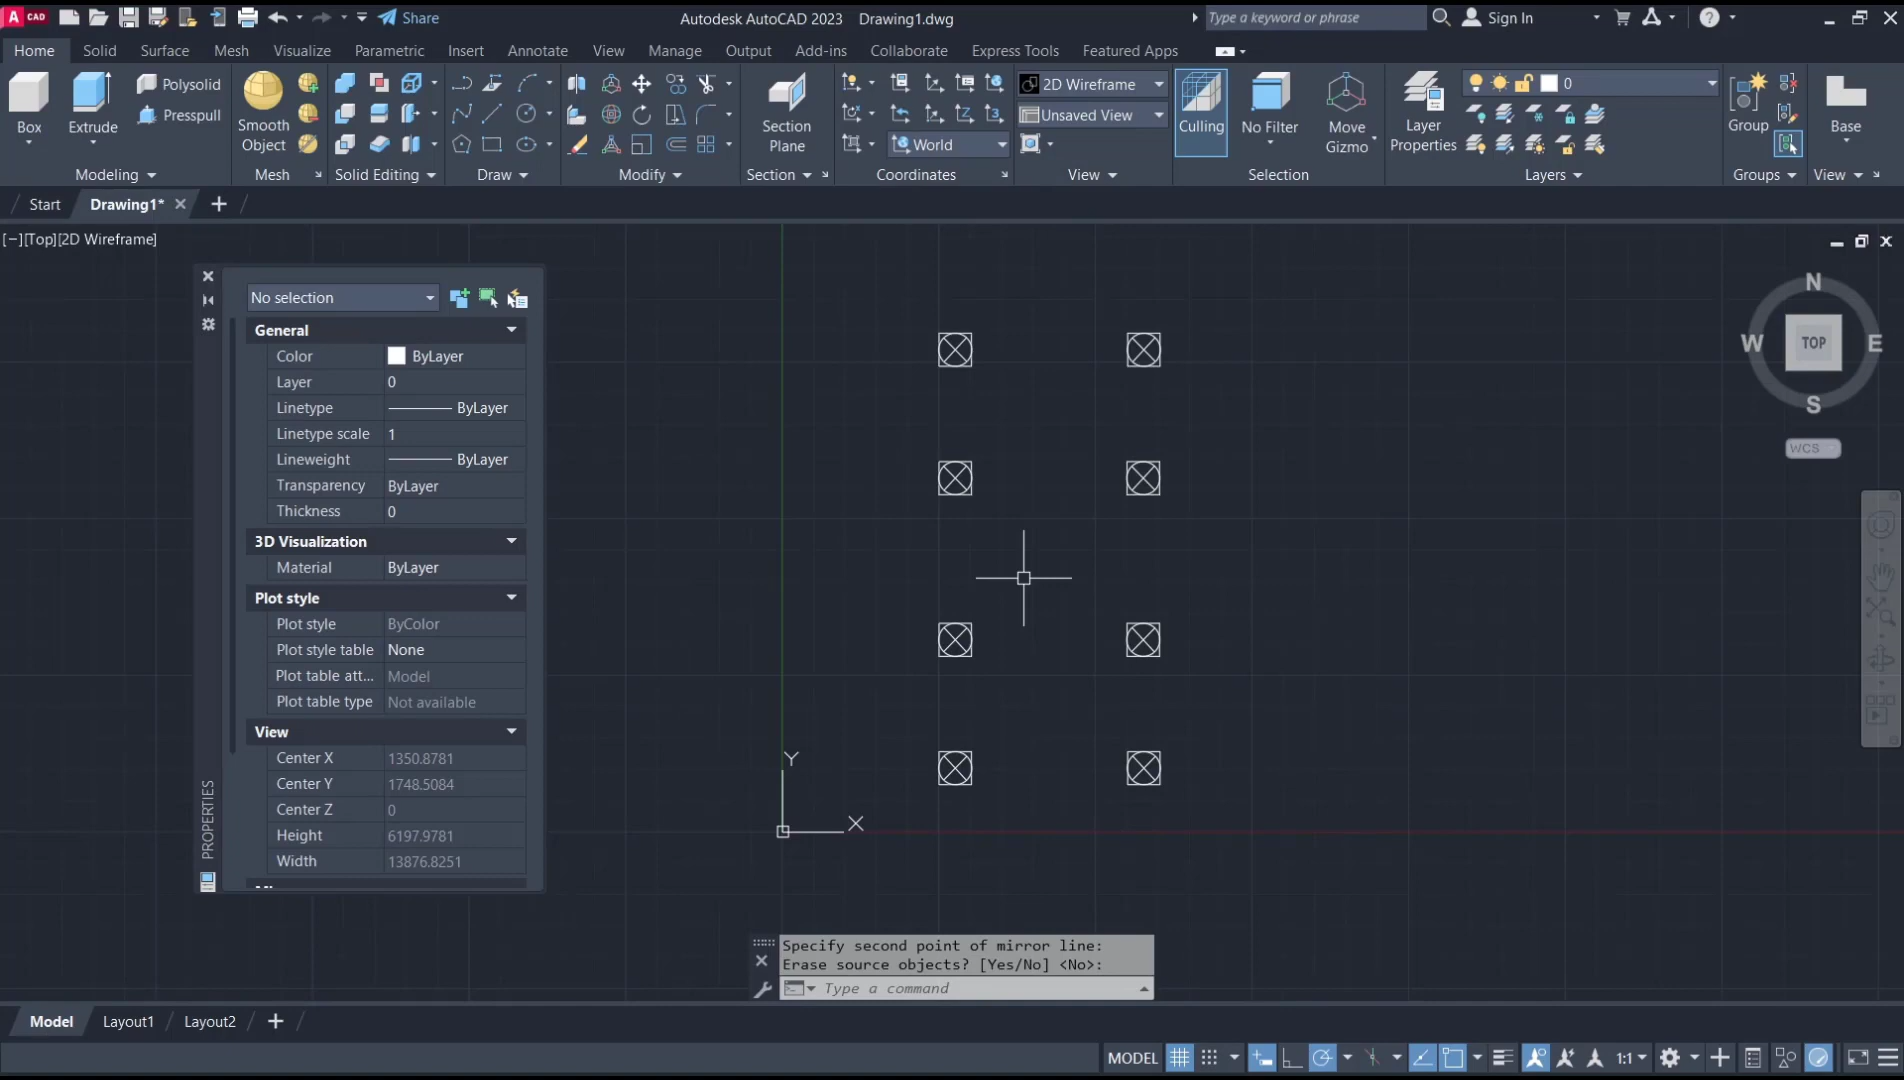 CAD
Share
Autodesk AutoCAD 2023 Drawing1.dwg
Type a keyword or phrase
Sign In
Home Solid Surface Mesh Visualize Parametric Insert Annotate View Manage Output Add-ins Collaborate Express Tools Featured Apps
Box
Extrude
Polysolid
Presspull
Smooth Object
Section Plane
World
2D Wireframe
Unsaved View
Culling
No Filter
Move Gizmo
Layer Properties
0
Group
Base
Modeling Mesh Solid Editing Draw Modify Section Coordinates View Selection Layers Groups View
Start Drawing1*
[−][Top][2D Wireframe]
No selection
General
Color ByLayer
Layer 0
Linetype ByLayer
Linetype scale 1
Lineweight ByLayer
Transparency ByLayer
Thickness 0
3D Visualization
Material ByLayer
Plot style
Plot style ByColor
Plot style table None
Plot table att... Model
Plot table type Not available
View
Center X 1350.8781
Center Y 1748.5084
Center Z 0
Height 6197.9781
Width 13876.8251
PROPERTIES
Y
X
N
W TOP E
S
WCS
Specify second point of mirror line:
Erase source objects? [Yes/No] <No>:
Type a command
Model Layout1 Layout2
MODEL 1:1